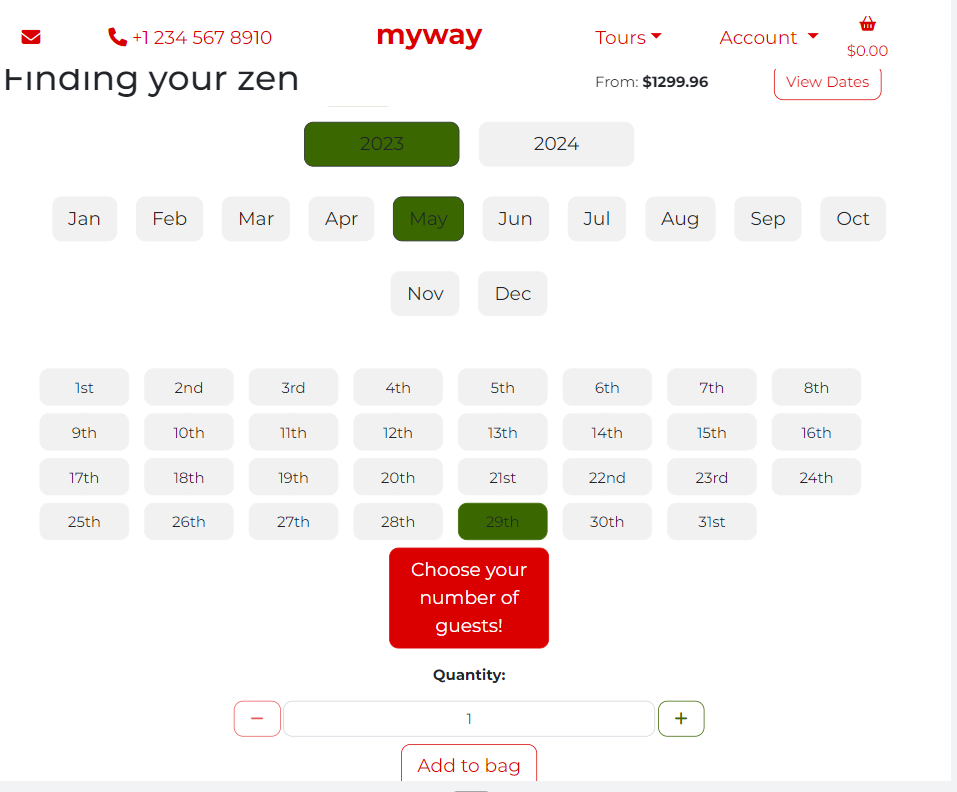 +1 234 567 8910 myway Tours Account $0.00
Finding your zen From: $1299.96 View Dates
2023 2024
Jan Feb Mar Apr May Jun Jul Aug Sep Oct
Nov Dec
1st 2nd 3rd 4th 5th 6th 7th 8th
9th 10th 11th 12th 13th 14th 15th 16th
17th 18th 19th 20th 21st 22nd 23rd 24th
25th 26th 27th 28th 29th 30th 31st
Choose your
number of
guests!
Quantity:
− 1 +
Add to bag